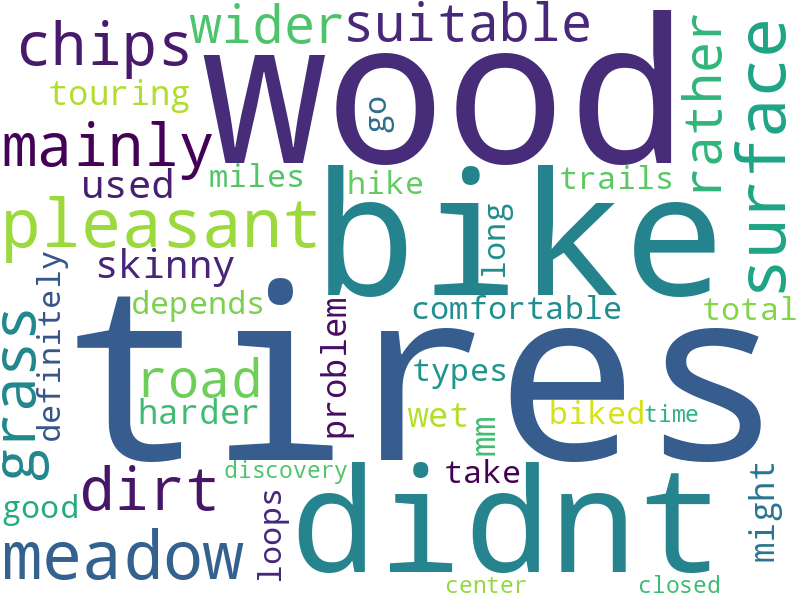 chips
wider
suitable
wood
touring
go
rather
surface
mainly
used
miles
hike
trails
pleasant
bike
long
skinny
definitely
depends
comfortable
total
tires
grass
road
problem
types
harder
wet
mm
biked
time
dirt
discovery
take
didnt
good
loops
might
meadow
center
closed